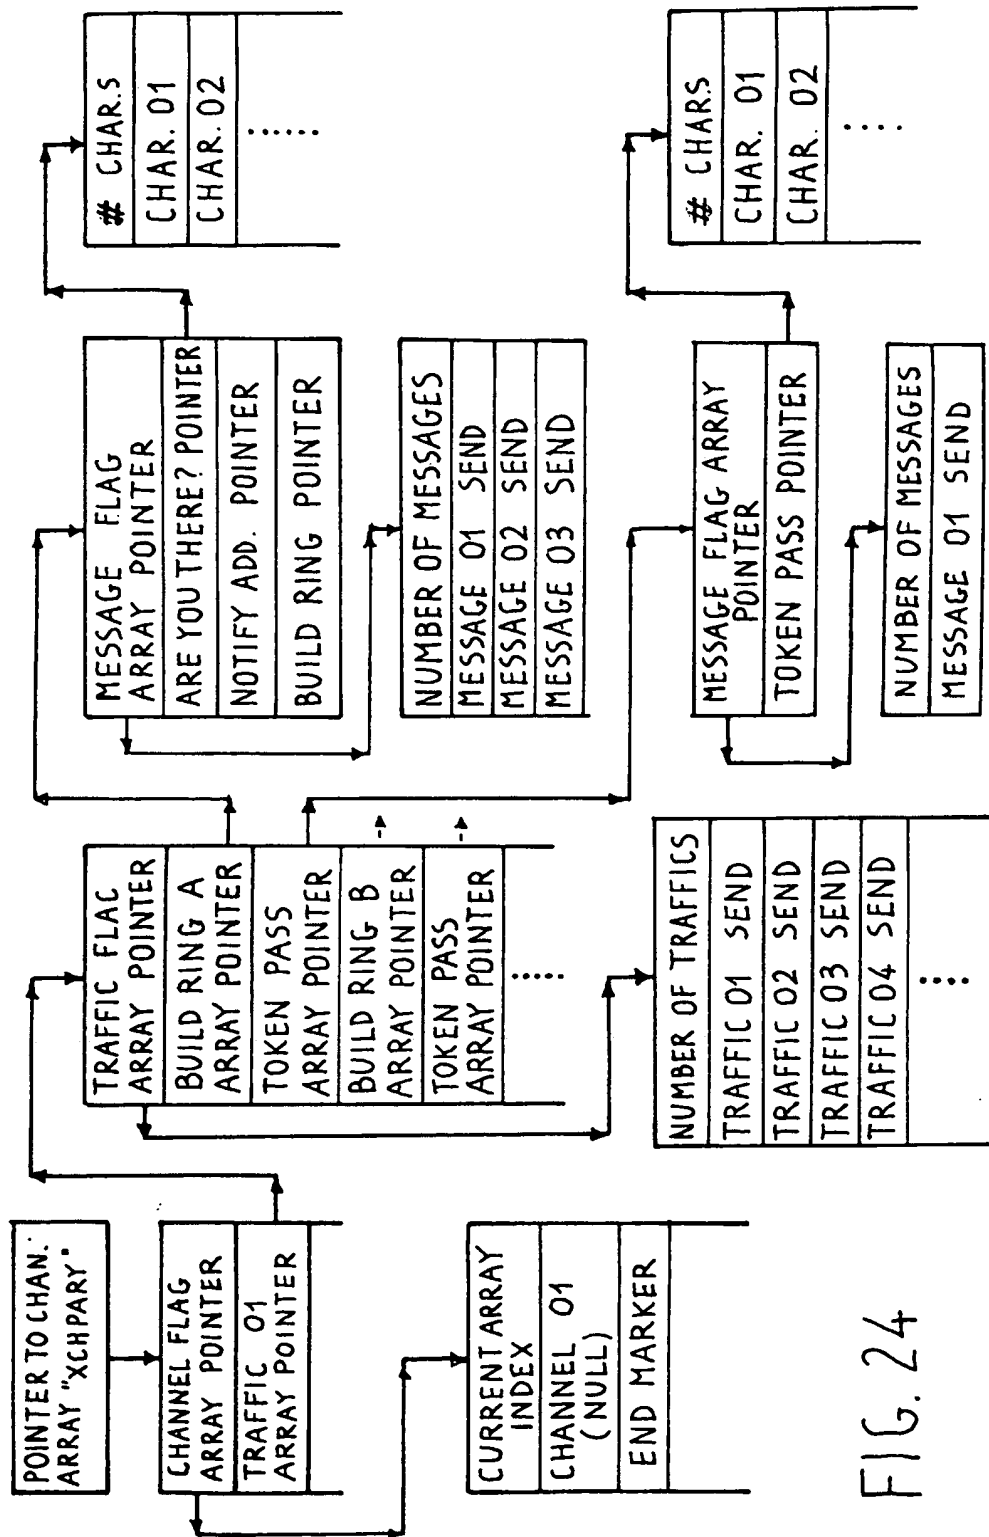 POINTER TO CHAN.
ARRAY "XCHPARY"
CHANNEL FLAG
ARRAY POINTER
TRAFFIC 01
ARRAY POINTER
CURRENT ARRAY
INDEX
CHANNEL 01
(NULL)
END MARKER
TRAFFIC FLAC
ARRAY POINTER
BUILD RING A
ARRAY POINTER
TOKEN PASS
ARRAY POINTER
BUILD RING B
ARRAY POINTER
TOKEN PASS
ARRAY POINTER
......
NUMBER OF TRAFFICS
TRAFFIC 01 SEND
TRAFFIC 02 SEND
TRAFFIC 03 SEND
TRAFFIC 04 SEND
....
MESSAGE FLAG
ARRAY POINTER
ARE YOU THERE? POINTER
NOTIFY ADD. POINTER
BUILD RING POINTER
NUMBER OF MESSAGES
MESSAGE 01 SEND
MESSAGE 02 SEND
MESSAGE 03 SEND
MESSAGE FLAG ARRAY
POINTER
TOKEN PASS POINTER
NUMBER OF MESSAGES
MESSAGE 01 SEND
# CHAR.S
CHAR. 01
CHAR. 02
......
# CHARS
CHAR. 01
CHAR. 02
....
FIG. 24